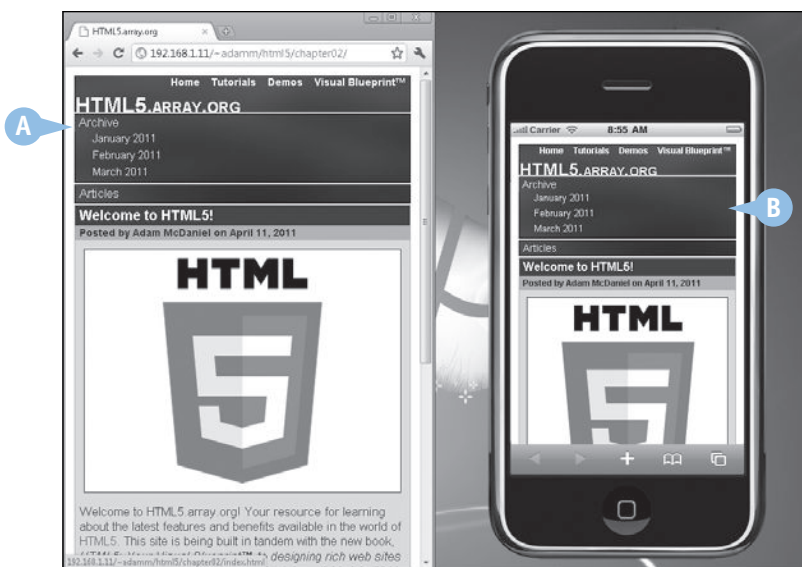 HTML5.array.org
192.168.1.11/~adamm/html5/chapter02/
Home Tutorials Demos Visual Blueprint™
HTML5.ARRAY.ORG
A
Archive
January 2011
February 2011
March 2011
Articles
Welcome to HTML5!
Posted by Adam McDaniel on April 11, 2011
HTML
5
Welcome to HTML5.array.org! Your resource for learning
about the latest features and benefits available in the world of
HTML5. This site is being built in tandem with the new book,
HTML5: Your Visual Blueprint™ to designing rich web sites
192.168.1.11/~adamm/html5/chapter02/index.html
Carrier 8:55 AM
Home Tutorials Demos Visual Blueprint™
HTML5.ARRAY.ORG
Archive
January 2011
February 2011
March 2011
B
Articles
Welcome to HTML5!
Posted by Adam McDaniel on April 11, 2011
HTML
5